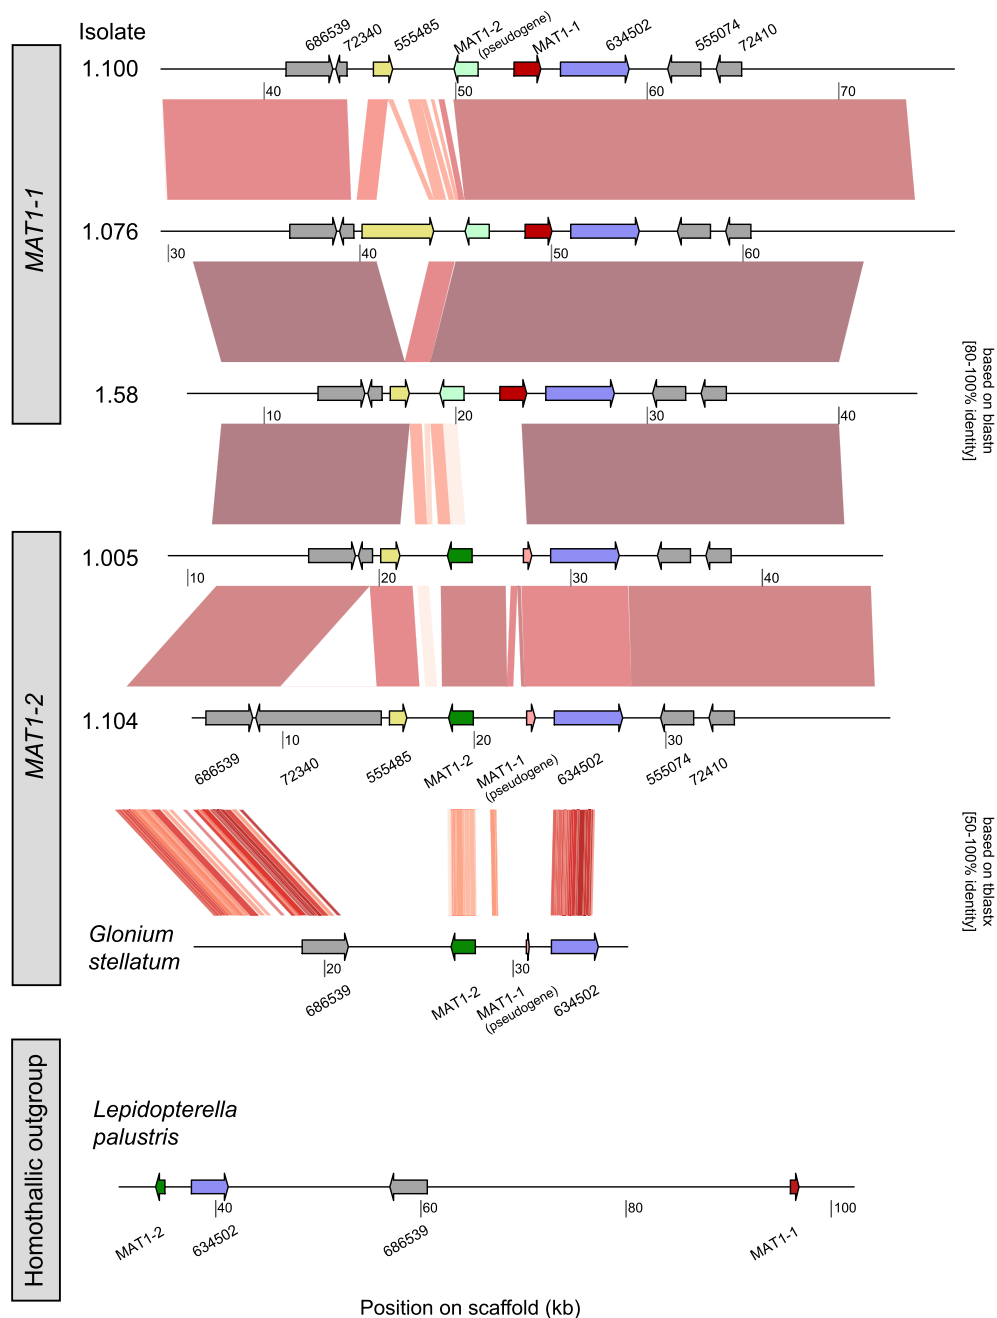 Isolate
686539
72340
555485
MAT1-2
(pseudogene)
MAT1-1
634502
555074
72410
1.100
40
50
60
70
MAT1-1
1.076
30
40
50
60
based on blastn
[80-100% identity]
1.58
10
20
30
40
1.005
10
20
30
40
MAT1-2
1.104
10
20
30
686539
72340
555485
MAT1-2
MAT1-1
(pseudogene)
634502
555074
72410
based on tblastx
[50-100% identity]
Glonium
stellatum
20
30
686539
MAT1-2
MAT1-1
(pseudogene)
634502
Homothallic outgroup
Lepidopterella
palustris
40
60
80
100
MAT1-2
634502
686539
MAT1-1
Position on scaffold (kb)